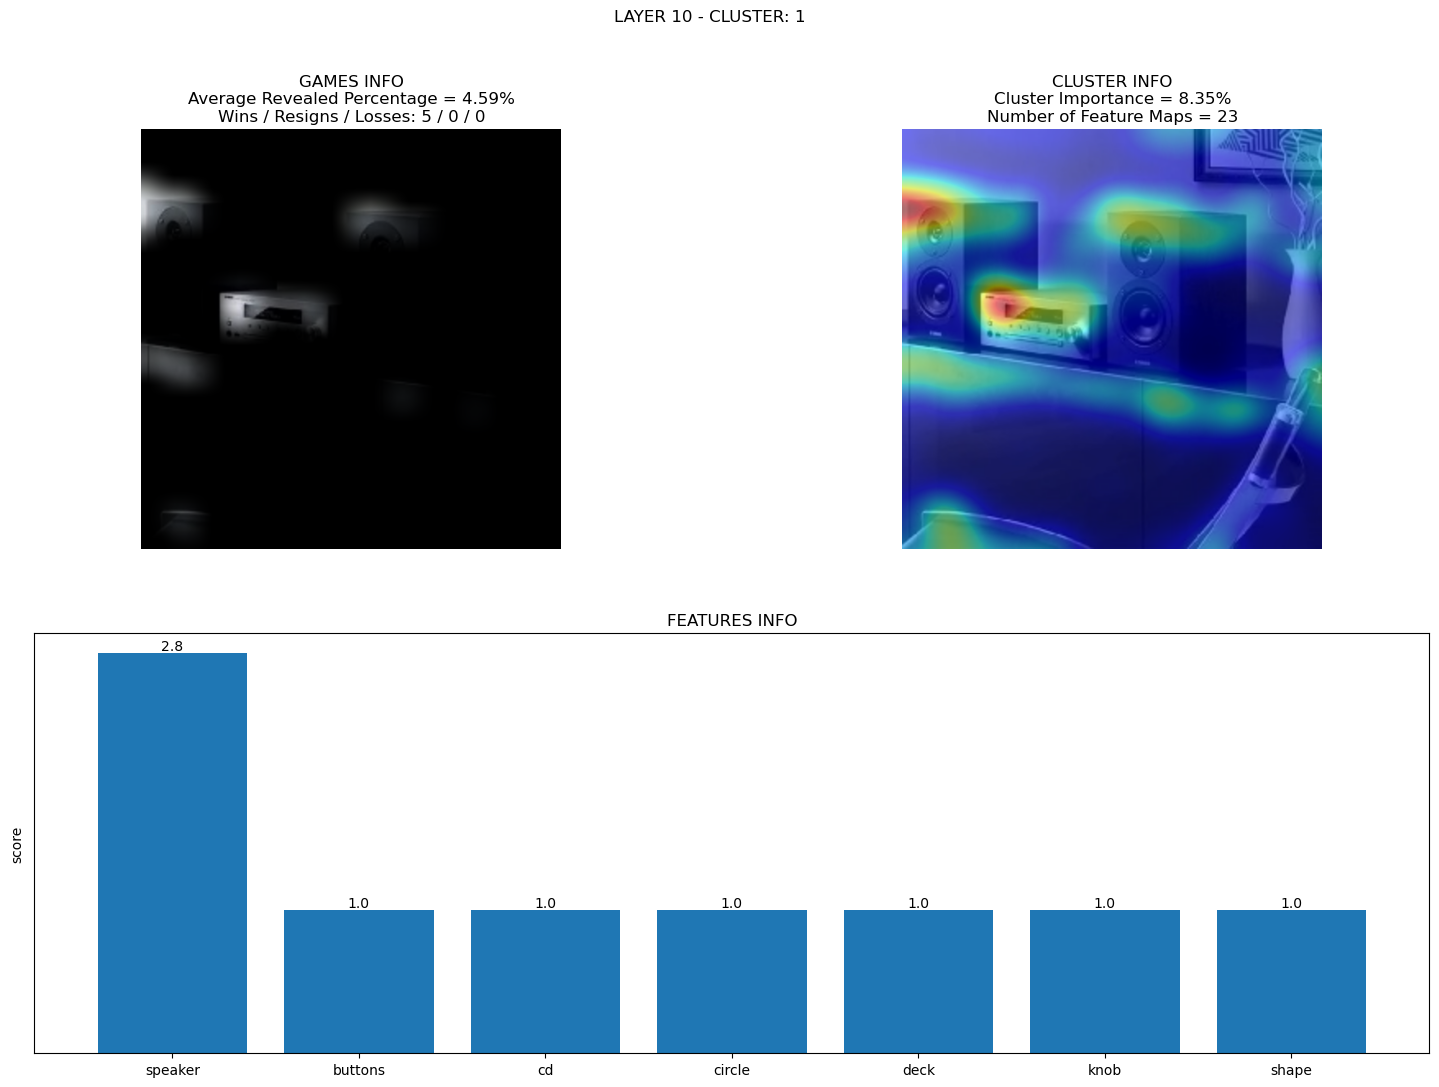 LAYER 10 - CLUSTER: 1
GAMES INFO
Average Revealed Percentage = 4.59%
Wins / Resigns / Losses: 5 / 0 / 0
CLUSTER INFO
Cluster Importance = 8.35%
Number of Feature Maps = 23
FEATURES INFO
score
2.8
1.0
1.0
1.0
1.0
1.0
1.0
speaker
buttons
cd
circle
deck
knob
shape